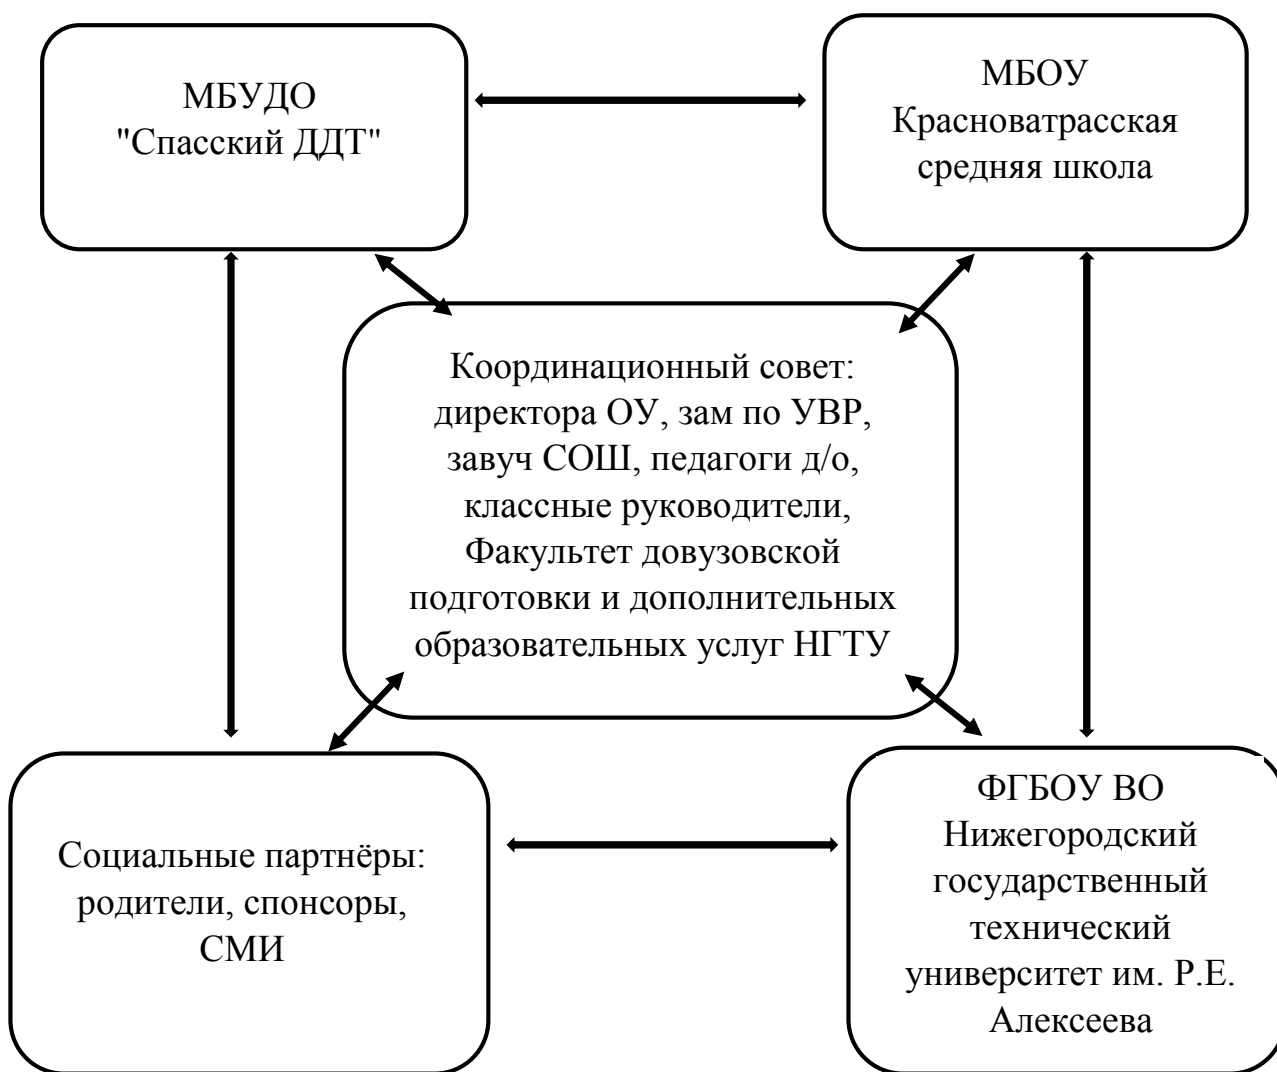 МБУДО
"Спасский ДДТ"
МБОУ
Красноватрасская
средняя школа
Координационный совет:
директора ОУ, зам по УВР,
завуч СОШ, педагоги д/о,
классные руководители,
Факультет довузовской
подготовки и дополнительных
образовательных услуг НГТУ
Социальные партнёры:
родители, спонсоры,
СМИ
ФГБОУ ВО
Нижегородский
государственный
технический
университет им. Р.Е.
Алексеева